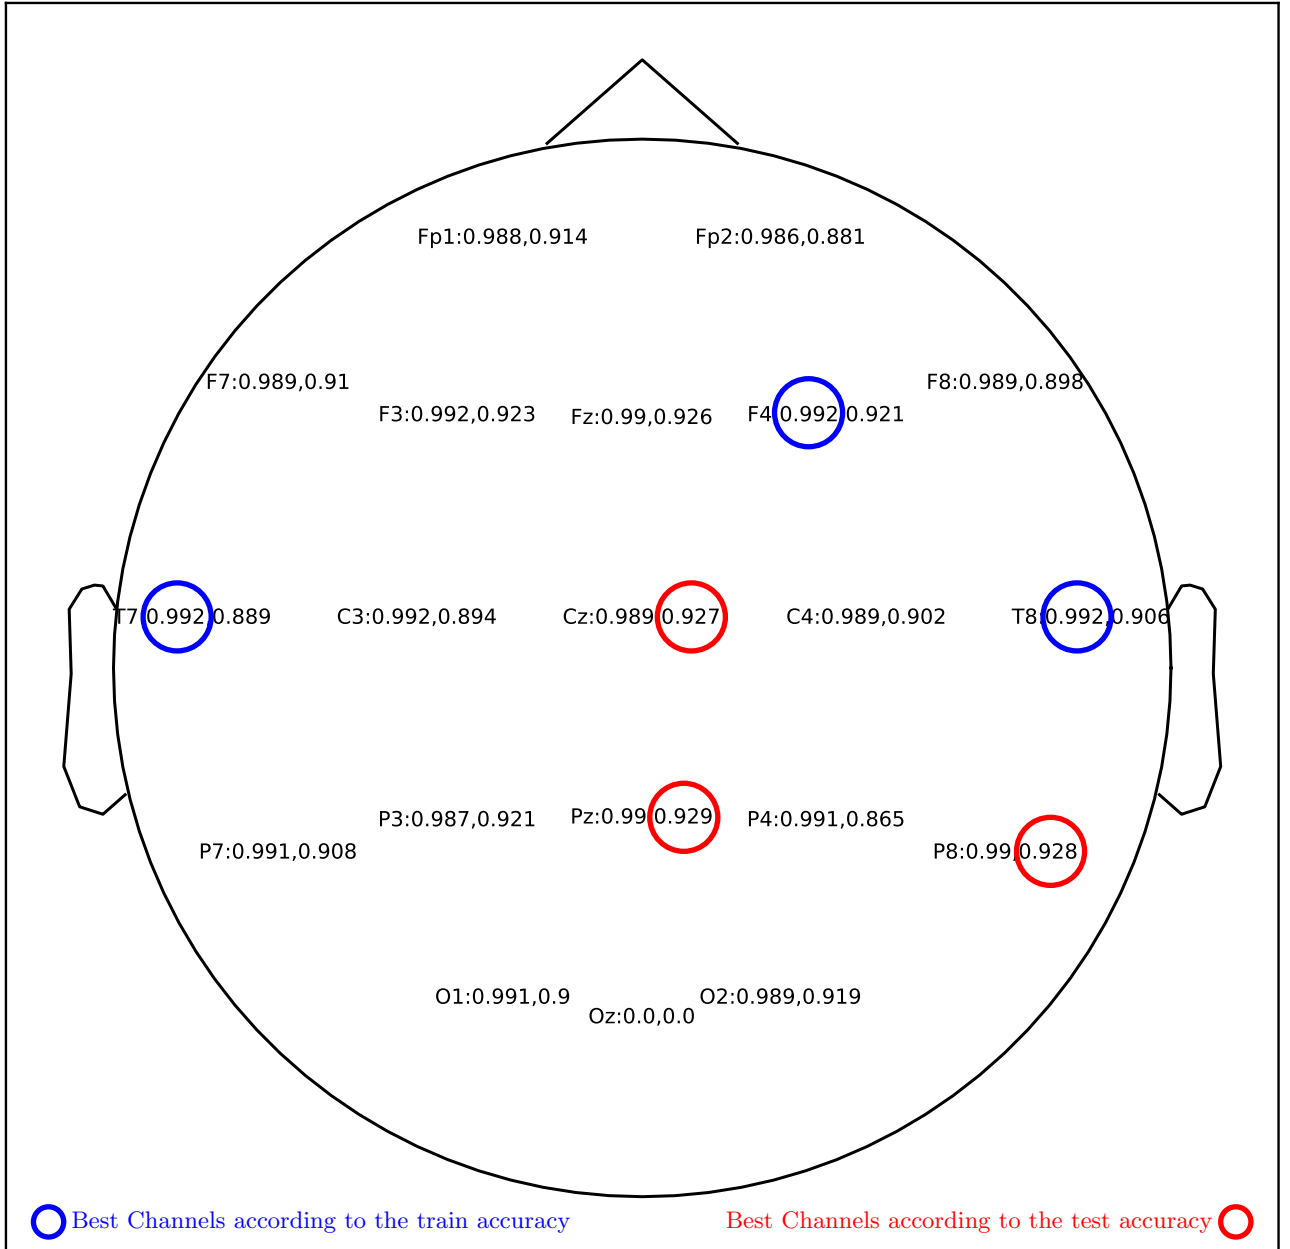 Fp1:0.988,0.914
Fp2:0.986,0.881
F7:0.989,0.91
F8:0.989,0.898
F3:0.992,0.923
Fz:0.99,0.926
F4:0.992,0.921
T7:0.992,0.889
C3:0.992,0.894
Cz:0.989,0.927
C4:0.989,0.902
T8:0.992,0.906
P3:0.987,0.921
Pz:0.99,0.929
P4:0.991,0.865
P7:0.991,0.908
P8:0.99,0.928
O1:0.991,0.9
O2:0.989,0.919
Oz:0.0,0.0
Best Channels according to the train accuracy
Best Channels according to the test accuracy